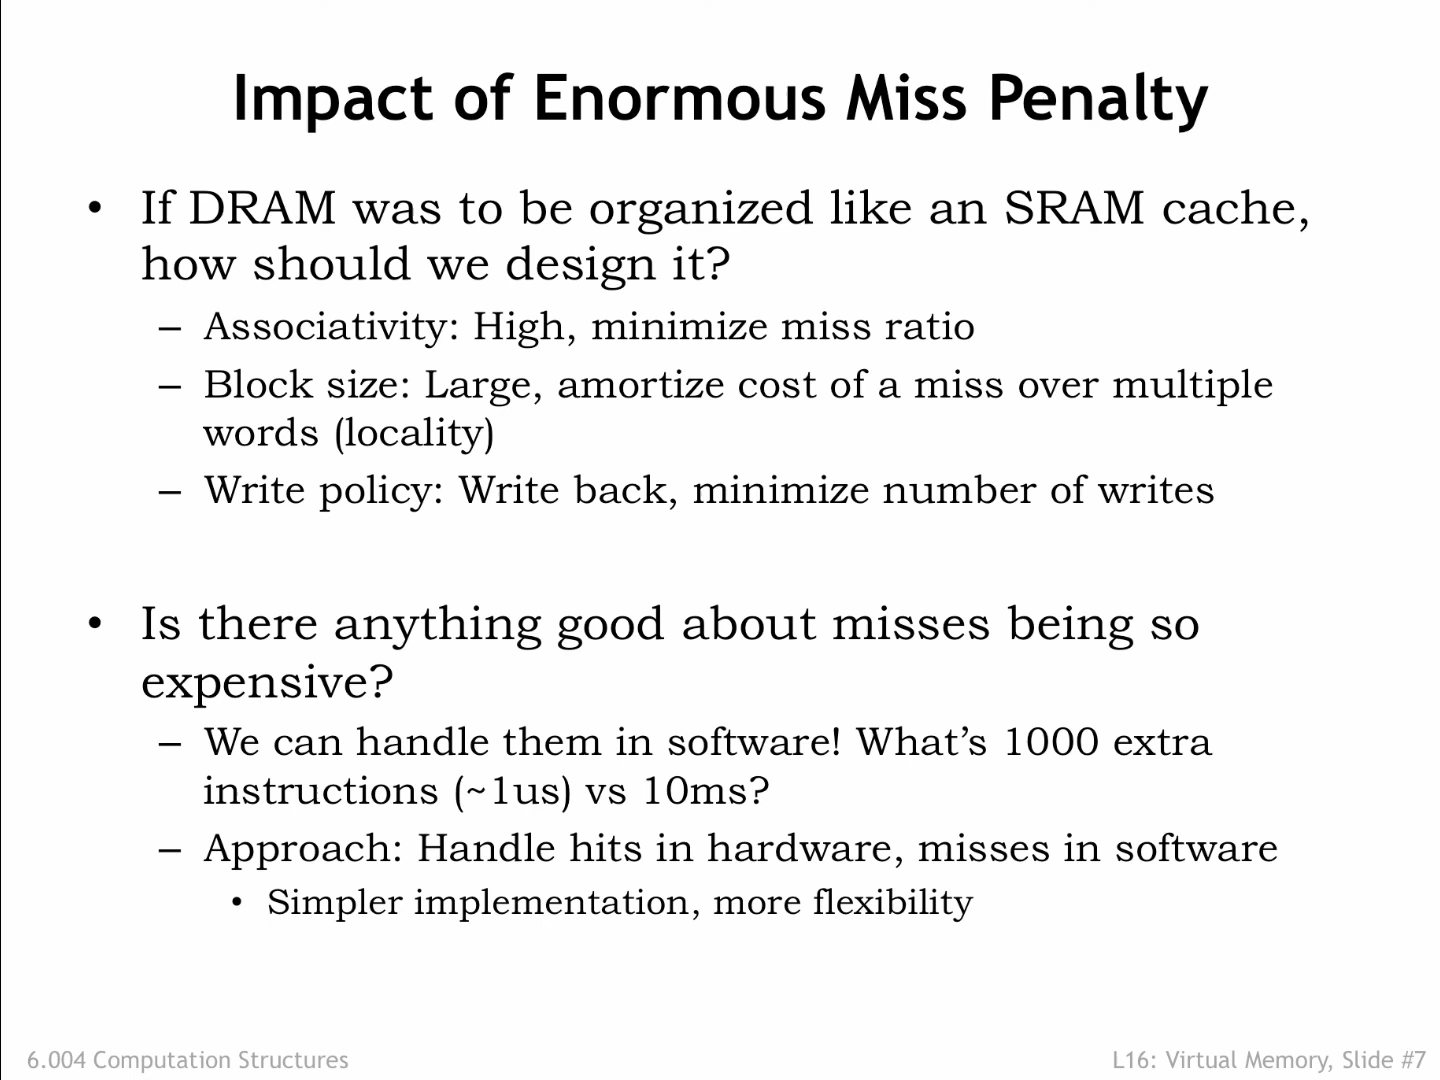 Impact of Enormous Miss Penalty
• If DRAM was to be organized like an SRAM cache,
how should we design it?
– Associativity: High, minimize miss ratio
– Block size: Large, amortize cost of a miss over multiple
words (locality)
– Write policy: Write back, minimize number of writes
• Is there anything good about misses being so
expensive?
– We can handle them in software! What’s 1000 extra
instructions (~1us) vs 10ms?
– Approach: Handle hits in hardware, misses in software
• Simpler implementation, more flexibility
6.004 Computation Structures
L16: Virtual Memory, Slide #7